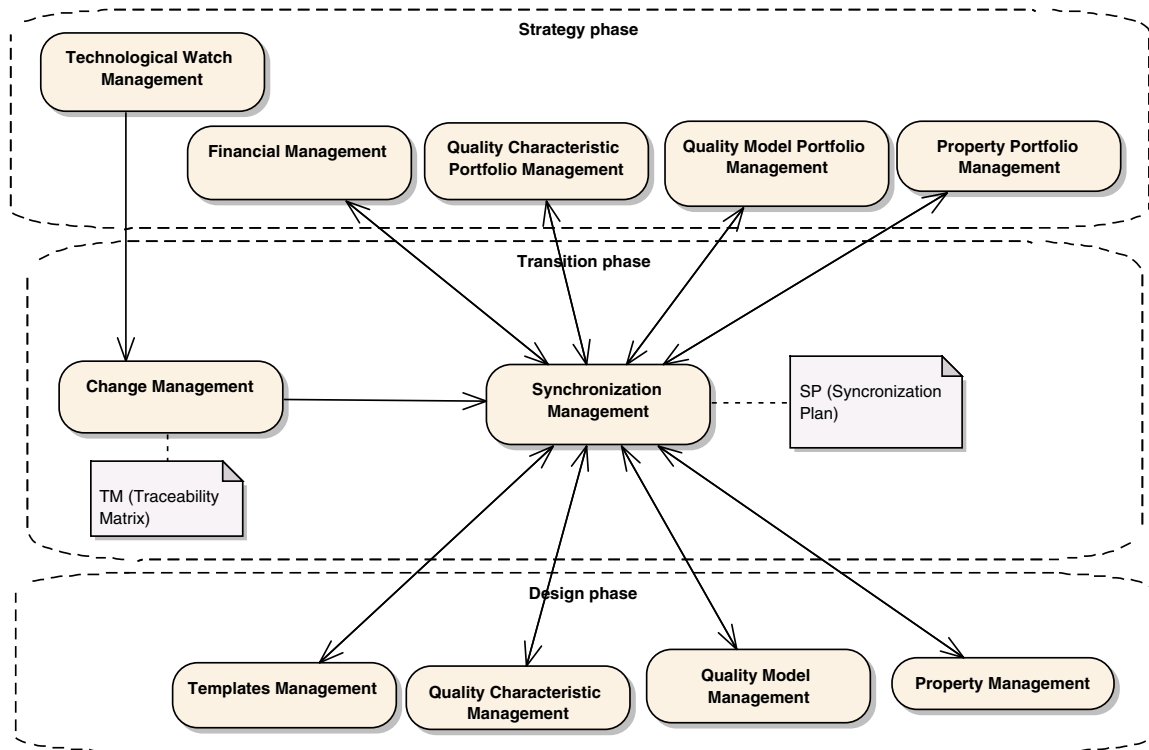 Strategy phase
Technological Watch
Management
Financial Management
Quality Characteristic
Portfolio Management
Quality Model Portfolio
Management
Property Portfolio
Management
Transition phase
Change Management
Synchronization
Management
SP (Syncronization
Plan)
TM (Traceability
Matrix)
Design phase
Templates Management
Quality Characteristic
Management
Quality Model
Management
Property Management